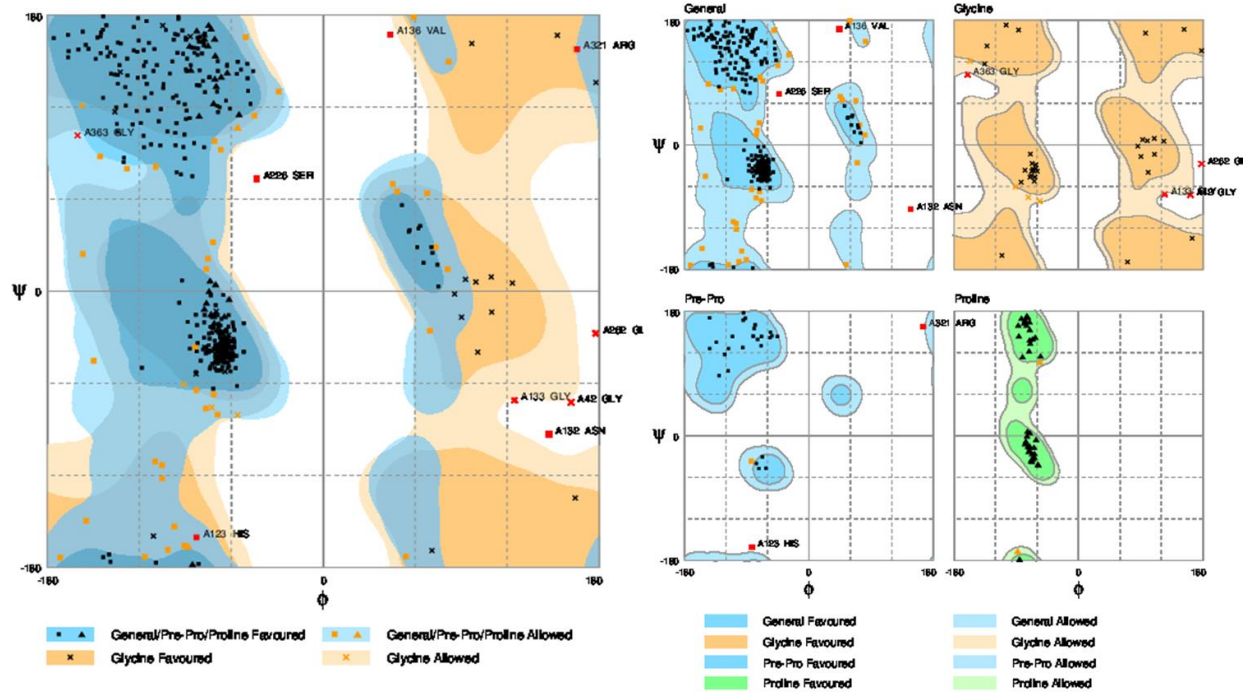 180
A136 VAL
A321 ARG
A363 GLY
A226 SER
Ψ 0
A262 GL
A133 GLY
A42 GLY
A132 ASN
A123 HIS
-180
-180 0 180
Φ
General/Pre-Pro/Proline Favoured
General/Pre-Pro/Proline Allowed
Glycine Favoured
Glycine Allowed
General
Glycine
180
A136 VAL
A363 GLY
A226 SER
Ψ 0
A262 GL
A132 ASN
-180
Pre-Pro
Proline
180
A321 ARG
Ψ 0
A123 HIS
-180
-180 0 180
-180 0 180
Φ
Φ
General Favoured
General Allowed
Glycine Favoured
Glycine Allowed
Pre-Pro Favoured
Pre-Pro Allowed
Proline Favoured
Proline Allowed